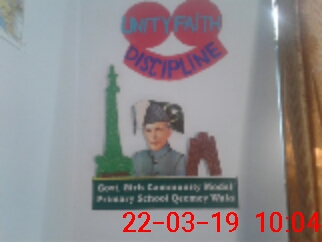 UNITY FAITH
DISCIPLINE
Govt. Girls Community Model
Primary School Qeemey Wala
22-03-19 10:04